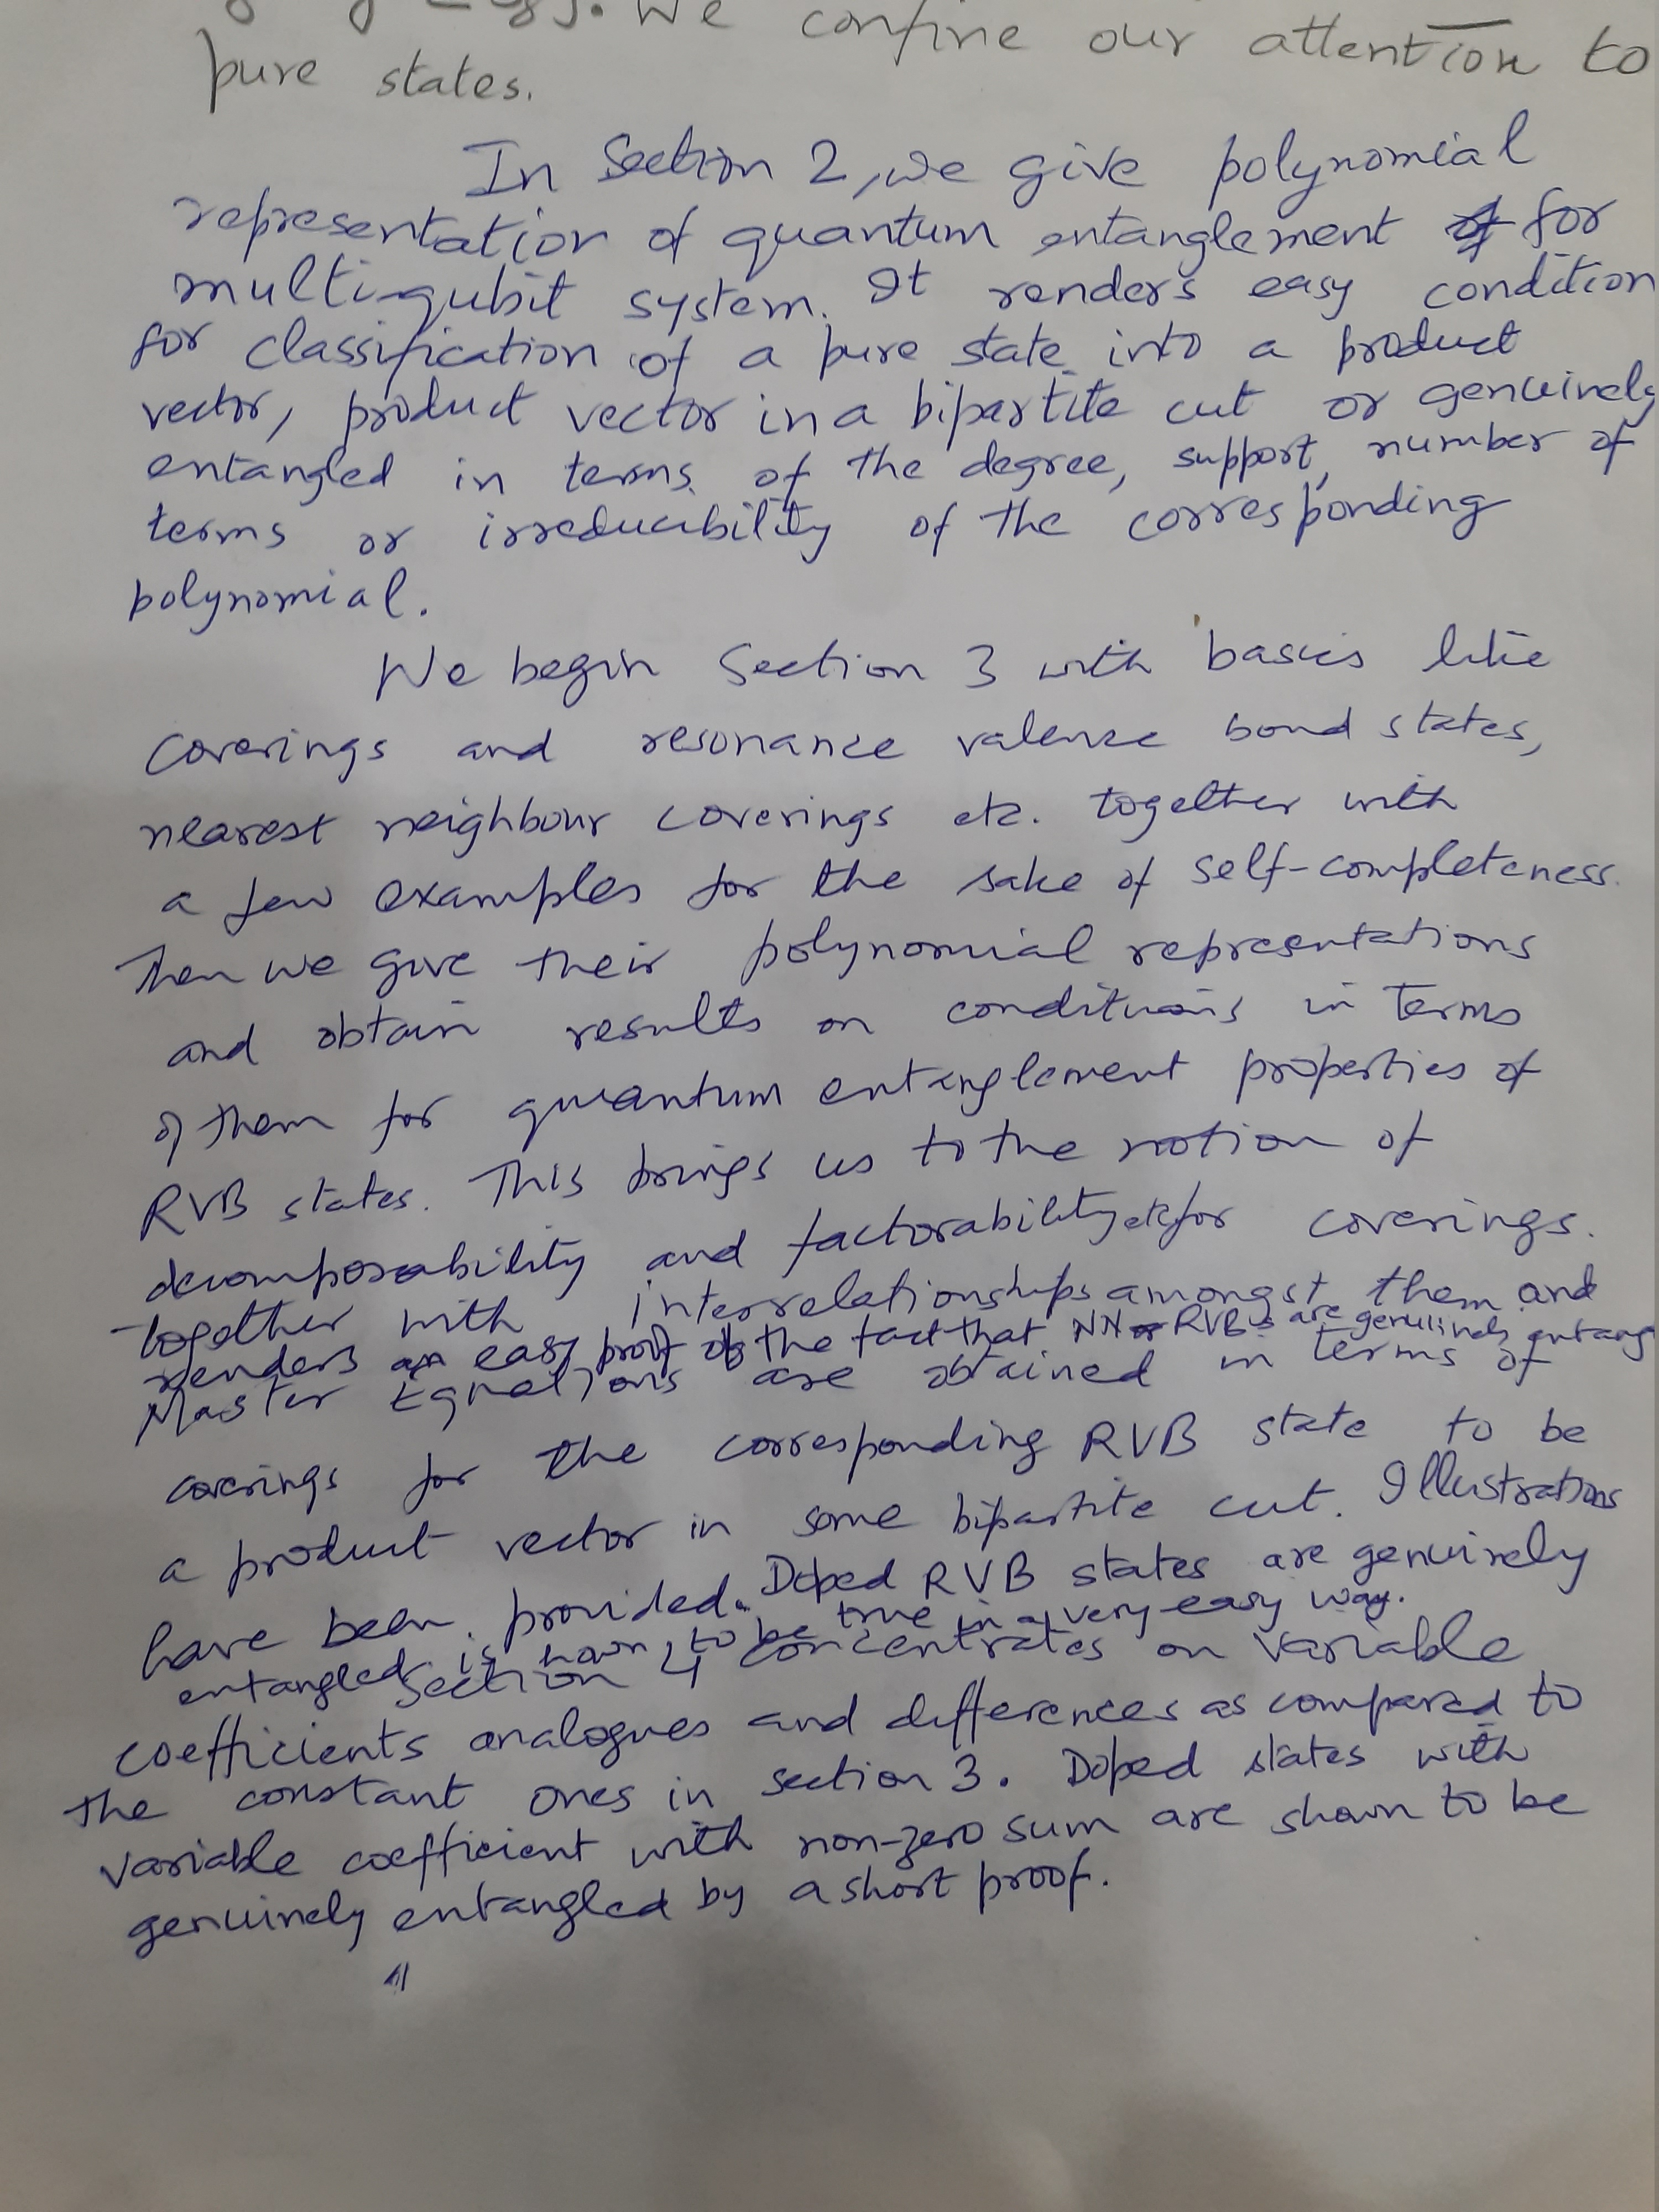 We confine our attention to
pure states.
In Section 2, we give polynomial
representation of quantum entanglement for
multi-qubit system. It renders easy condition
for classification of a pure state into a product
vector, product vector in a bipartite cut or genuinely
entangled in terms of the degree, support, number of
terms or irreducibility of the corresponding
polynomial.
We begin Section 3 with basics like
coverings and resonance valence bond states,
nearest neighbour coverings etc. together with
a few examples for the sake of self-completeness.
Then we give their polynomial representations
and obtain results on conditions in terms
of them for quantum entanglement properties of
RVB states. This brings us to the notion of
decomposability and factorability etc for coverings.
together with interrelationships amongst them and
renders an easy proof of the fact that NN RVB's are genuinely entang
Master Equations are obtained in terms of
coverings for the corresponding RVB state to be
a product vector in some bipartite cut. Illustrations
have been provided. Doped RVB states are genuinely
entangled is shown to be true in a very easy way.
Section 4 concentrates on variable
coefficients analogues and differences as compared to
the constant ones in section 3. Doped states with
variable coefficient with non-zero sum are shown to be
genuinely entangled by a short proof.